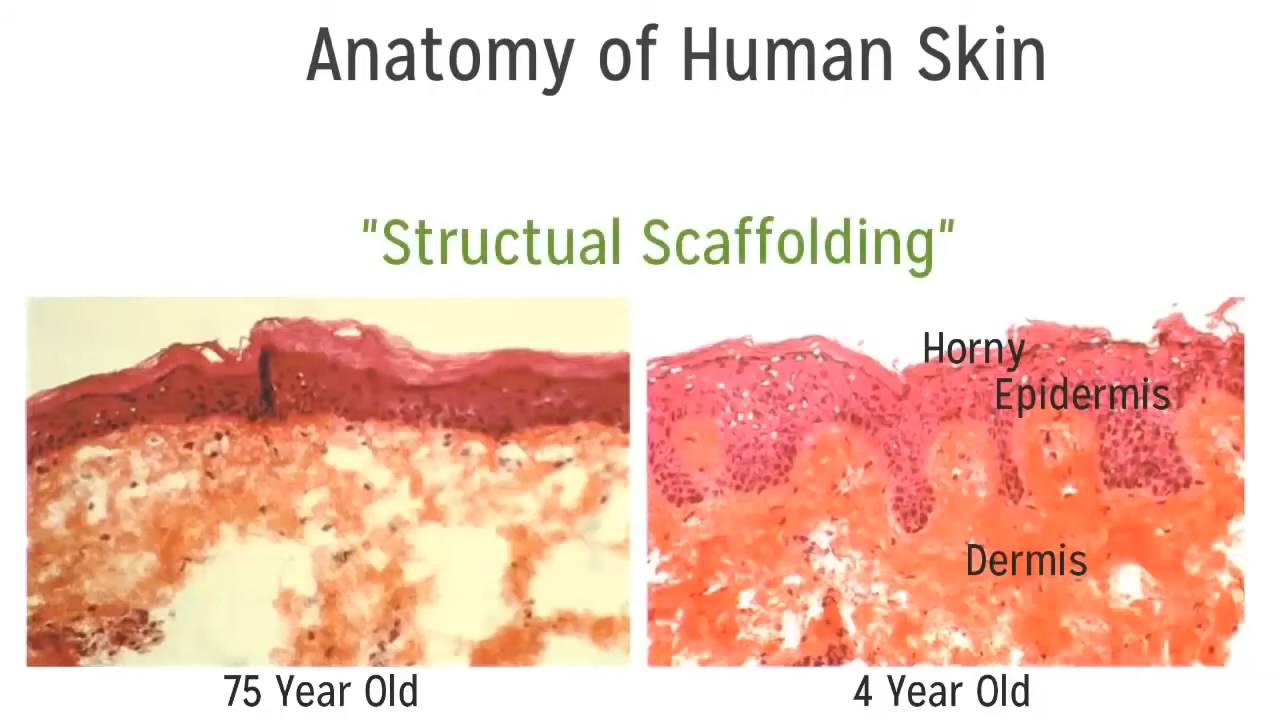 Anatomy of Human Skin
"Structual Scaffolding"
Horny
Epidermis
Dermis
75 Year Old
4 Year Old